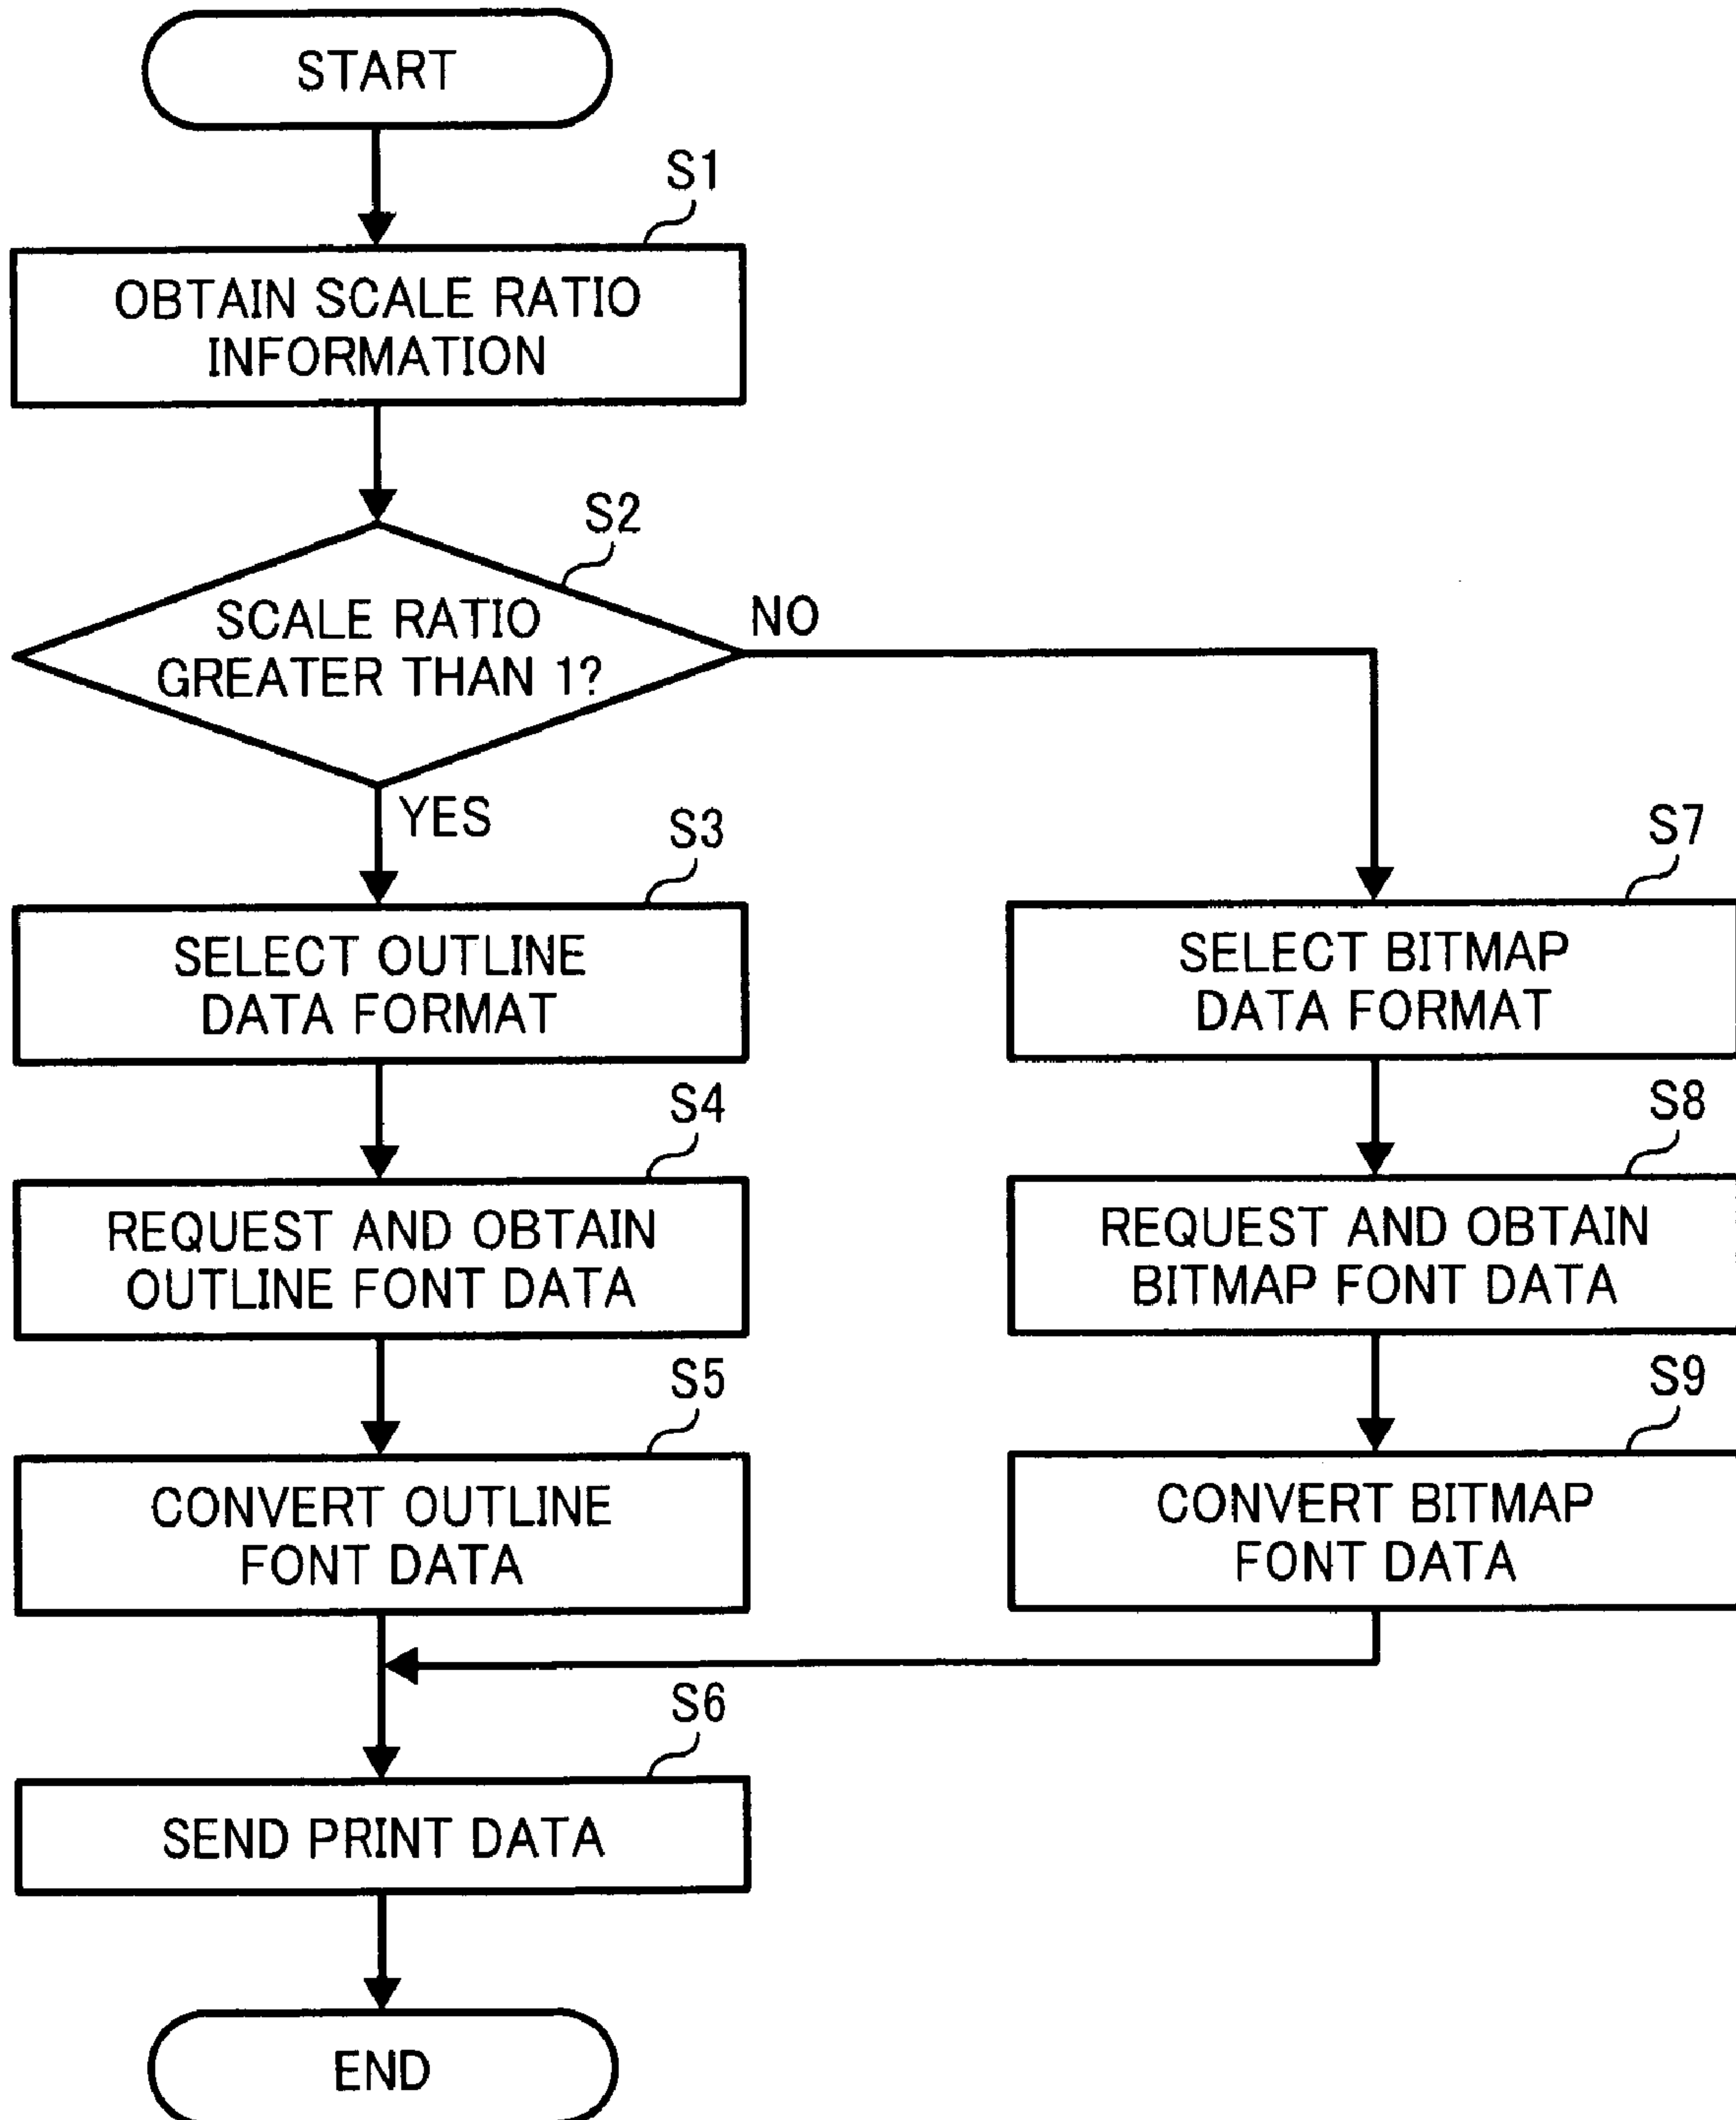 START
S1
OBTAIN SCALE RATIO
INFORMATION
S2
SCALE RATIO
GREATER THAN 1?
NO
YES
S3
SELECT OUTLINE
DATA FORMAT
S7
SELECT BITMAP
DATA FORMAT
S4
REQUEST AND OBTAIN
OUTLINE FONT DATA
S8
REQUEST AND OBTAIN
BITMAP FONT DATA
S5
CONVERT OUTLINE
FONT DATA
S9
CONVERT BITMAP
FONT DATA
S6
SEND PRINT DATA
END